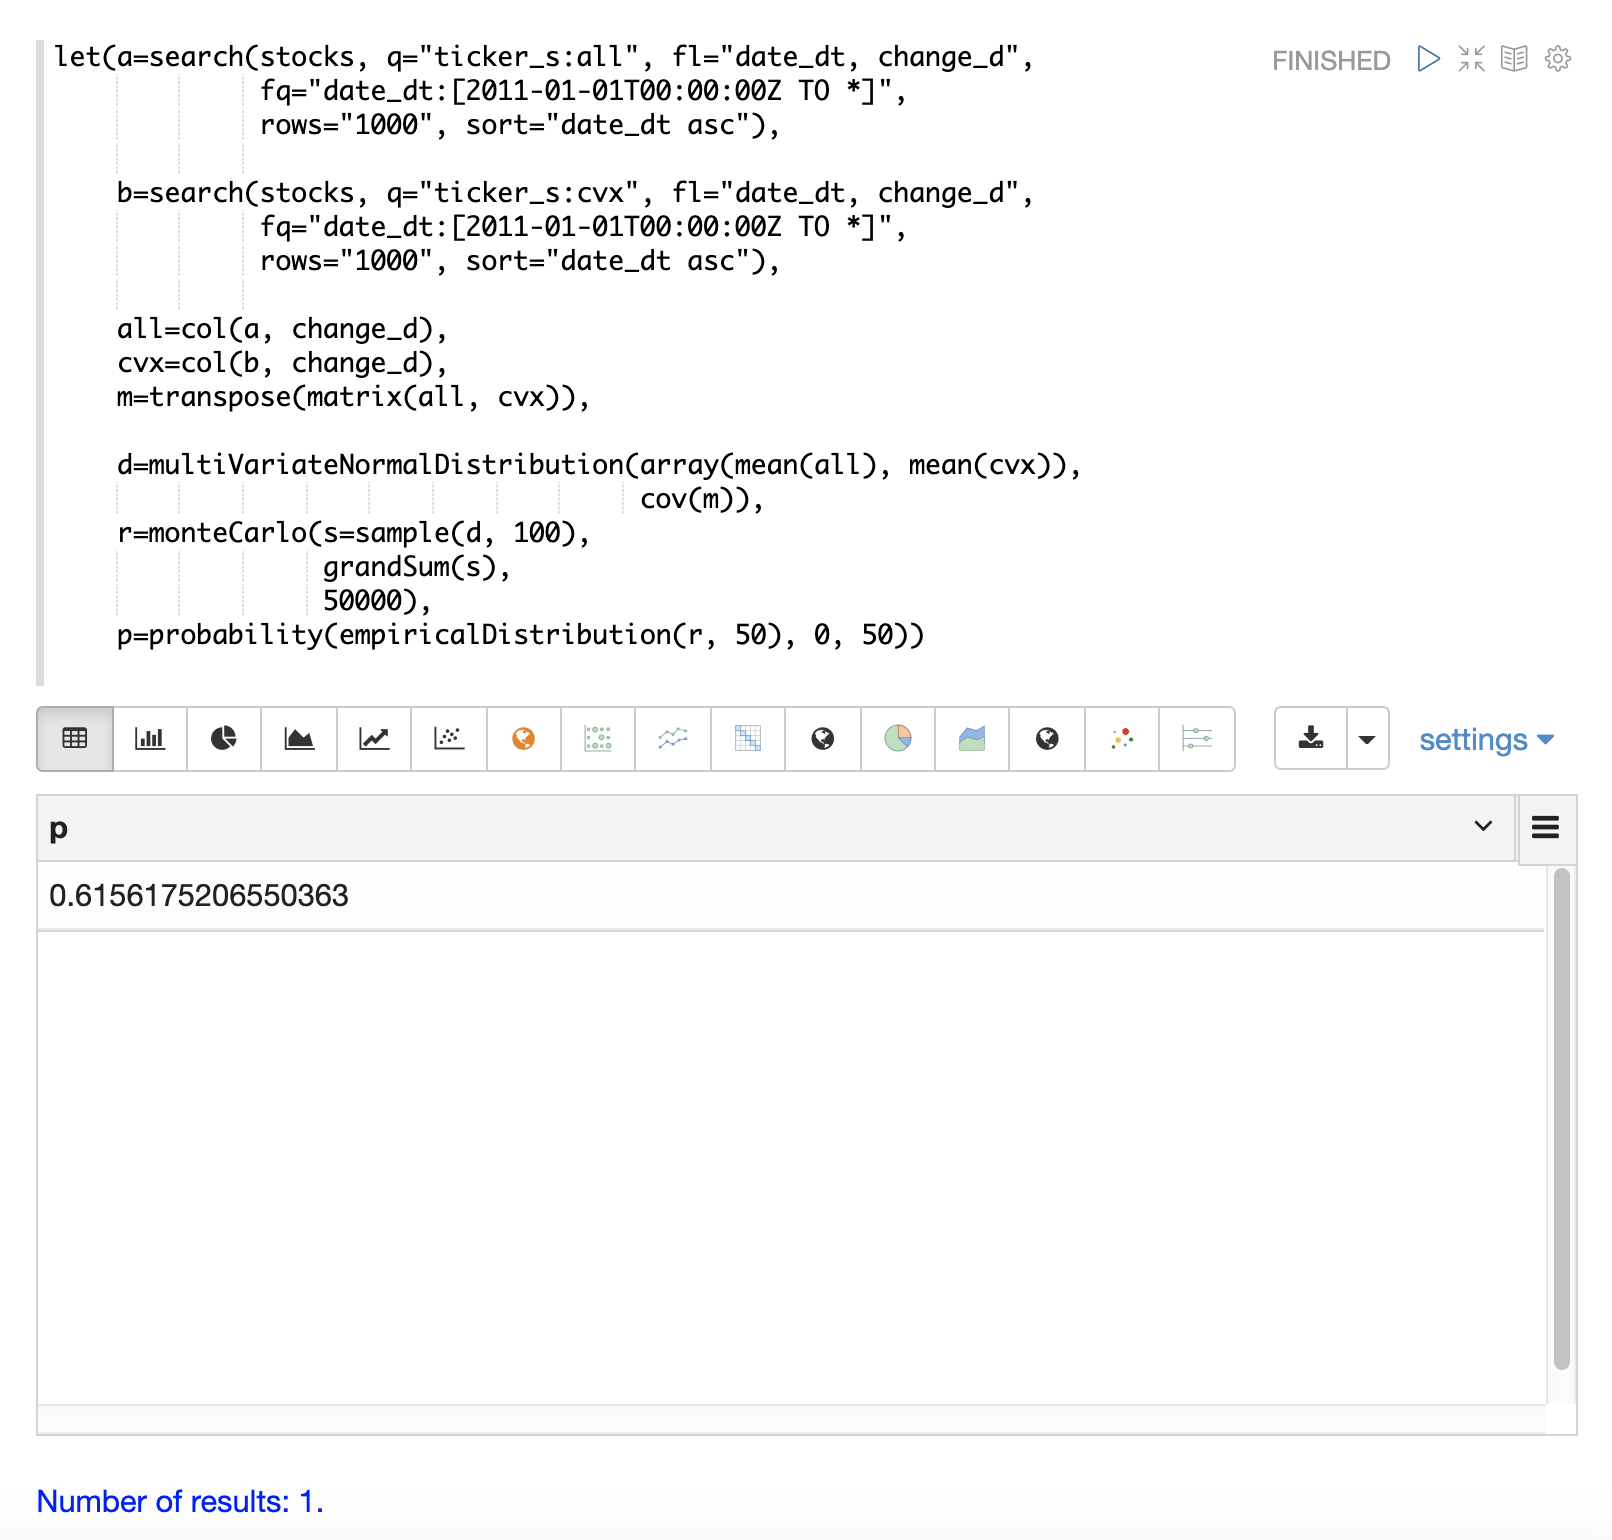 let(a=search(stocks, q="ticker_s:all", fl="date_dt, change_d",
fq="date_dt:[2011-01-01T00:00:00Z TO *]",
rows="1000", sort="date_dt asc"),
b=search(stocks, q="ticker_s:cvx", fl="date_dt, change_d",
fq="date_dt:[2011-01-01T00:00:00Z TO *]",
rows="1000", sort="date_dt asc"),
all=col(a, change_d),
cvx=col(b, change_d),
m=transpose(matrix(all, cvx)),
d=multiVariateNormalDistribution(array(mean(all), mean(cvx)),
cov(m)),
r=monteCarlo(s=sample(d, 100),
grandSum(s),
50000),
p=probability(empiricalDistribution(r, 50), 0, 50))
FINISHED
settings
p
0.6156175206550363
Number of results: 1.